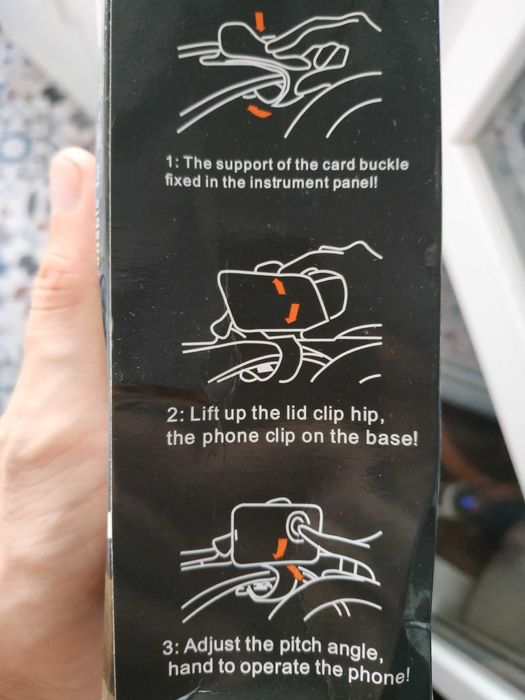 1: The support of the card buckle
fixed in the instrument panel!
2: Lift up the lid clip hip,
the phone clip on the base!
3: Adjust the pitch angle,
hand to operate the phone!